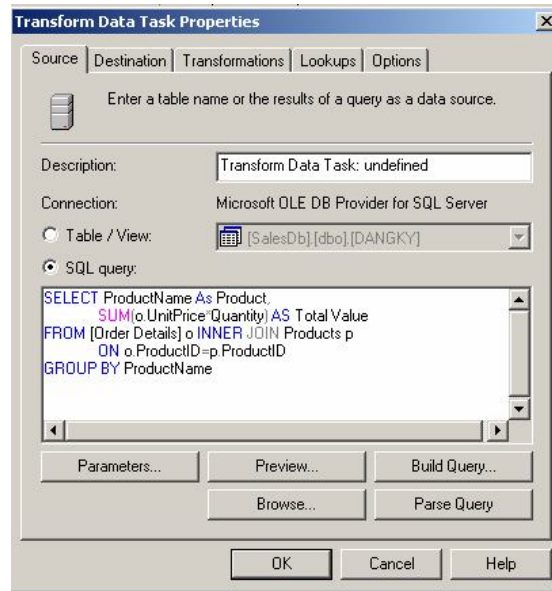 Transform Data Task Properties
Source Destination Transformations Lookups Options
Enter a table name or the results of a query as a data source.
Description: Transform Data Task: undefined
Connection: Microsoft OLE DB Provider for SQL Server
Table / View: [SalesDb].[dbo].[DANGKY]
SQL query:
SELECT ProductName As Product,
SUM(o.UnitPrice*Quantity) AS TotalValue
FROM [Order Details] o INNER JOIN Products p
ON o.ProductID=p.ProductID
GROUP BY ProductName
Parameters... Preview... Build Query...
Browse... Parse Query
OK Cancel Help